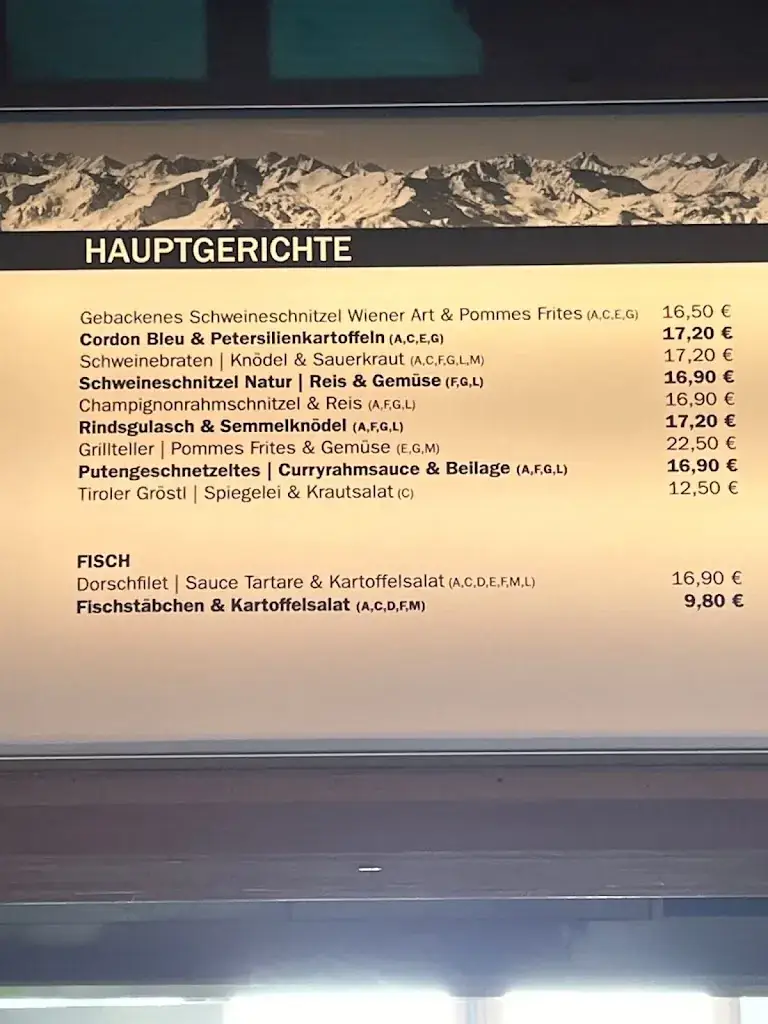 HAUPTGERICHTE
Gebackenes Schweineschnitzel Wiener Art & Pommes Frites (A,C,E,G) 16,50 €
Cordon Bleu & Petersilienkartoffeln (A,C,E,G) 17,20 €
Schweinebraten | Knödel & Sauerkraut (A,C,F,G,L,M) 17,20 €
Schweineschnitzel Natur | Reis & Gemüse (F,G,L) 16,90 €
Champignonrahmschnitzel & Reis (A,F,G,L) 16,90 €
Rindsgulasch & Semmelknödel (A,F,G,L) 17,20 €
Grillteller | Pommes Frites & Gemüse (E,G,M) 22,50 €
Putengeschnetzeltes | Curryrahmsauce & Beilage (A,F,G,L) 16,90 €
Tiroler Gröstl | Spiegelei & Krautsalat (C) 12,50 €
FISCH
Dorschfilet | Sauce Tartare & Kartoffelsalat (A,C,D,E,F,M,L) 16,90 €
Fischstäbchen & Kartoffelsalat (A,C,D,F,M) 9,80 €